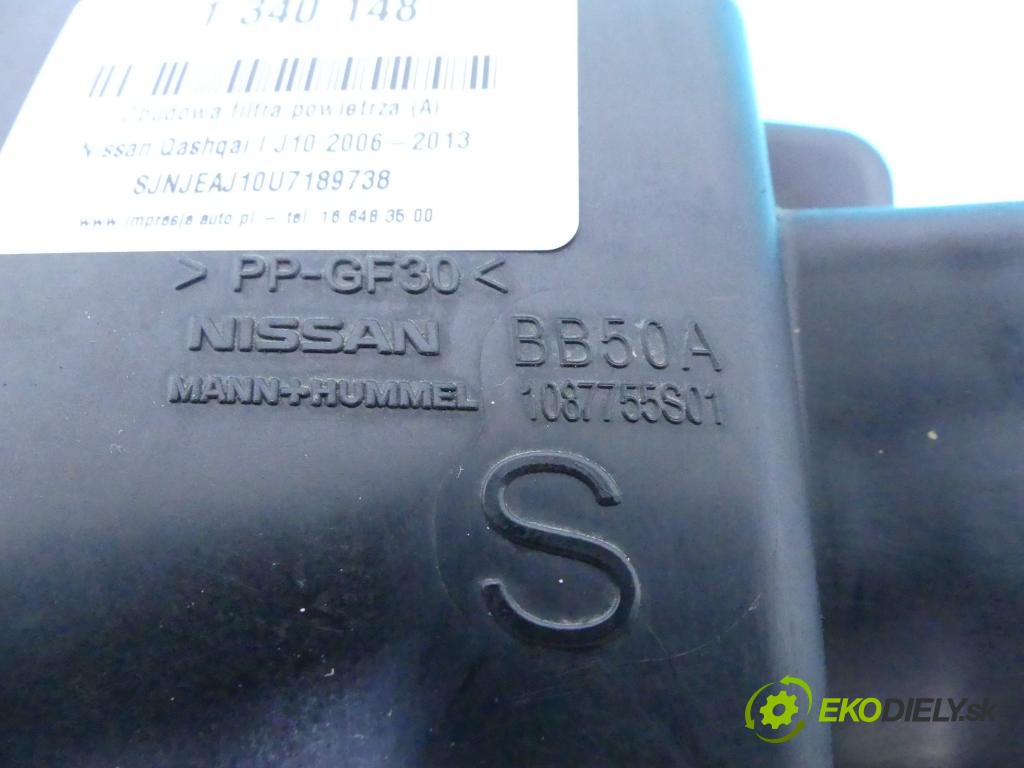 1 340 148
Obudowa filtra powietrza (A)
Nissan Qashqai I J10 2006-2013
SJNJEAJ10U7189738
www.impresja-auto.pl - tel. 16 648 35 00
> PP-GF30 <
NISSAN BB50A
MANN+HUMMEL 1087755S01
S
EKODIELY.sk